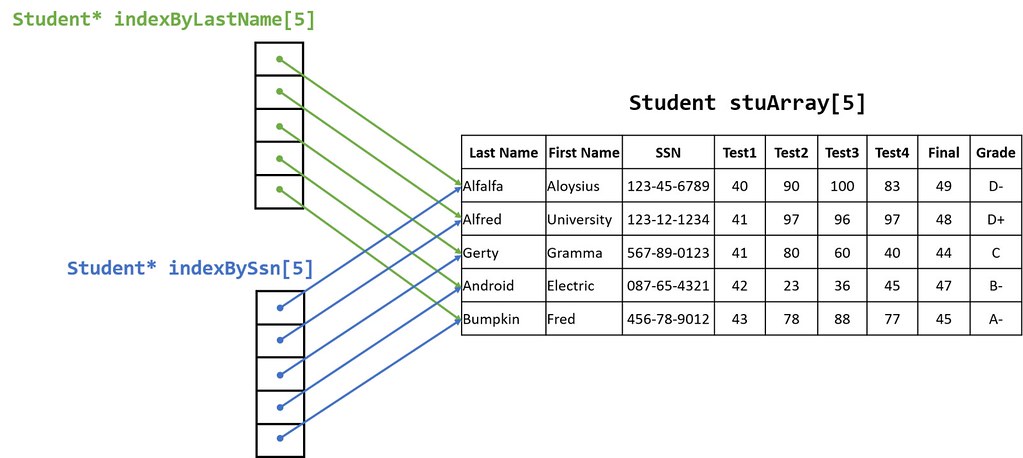 Student* indexByLastName[5]
Student stuArray[5]
Last Name First Name SSN Test1 Test2 Test3 Test4 Final Grade
Alfalfa Aloysius 123-45-6789 40 90 100 83 49 D-
Alfred University 123-12-1234 41 97 96 97 48 D+
Gerty Gramma 567-89-0123 41 80 60 40 44 C
Android Electric 087-65-4321 42 23 36 45 47 B-
Bumpkin Fred 456-78-9012 43 78 88 77 45 A-
Student* indexBySsn[5]